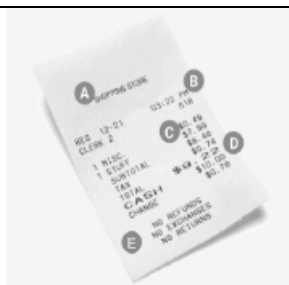 A
SHOPPING STORE
B
REG 12-21 03:22 PM
CLERK 2 618
C
1 MISC. $0.49
1 STUFF $7.99
SUBTOTAL $8.48
TAX $0.74
D
TOTAL $9.22
CASH $10.00
CHANGE $0.78
E
NO REFUNDS
NO EXCHANGES
NO RETURNS